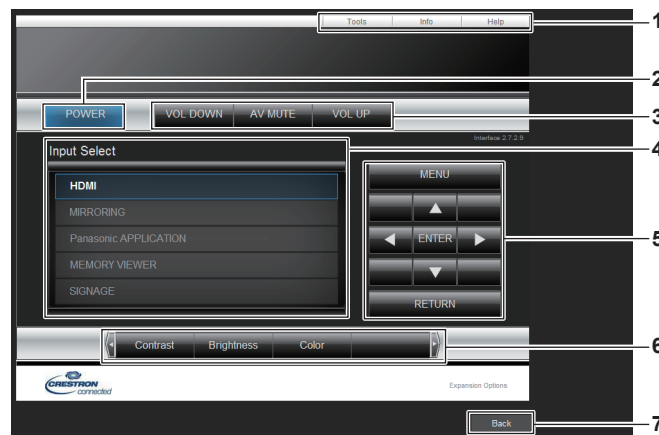 Tools Info Help 1
2
POWER VOL DOWN AV MUTE VOL UP 3
Interface 2.7.2.9
Input Select 4
HDMI
MIRRORING
Panasonic APPLICATION
MEMORY VIEWER
SIGNAGE
MENU
ENTER 5
RETURN
Contrast Brightness Color 6
CRESTRON
connected
Expansion Options
Back 7